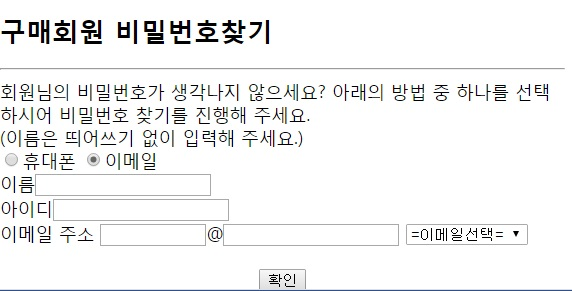 구매회원 비밀번호찾기
회원님의 비밀번호가 생각나지 않으세요? 아래의 방법 중 하나를 선택
하시어 비밀번호 찾기를 진행해 주세요.
(이름은 띄어쓰기 없이 입력해 주세요.)
휴대폰 이메일
이름
아이디
이메일 주소 @ =이메일선택=
확인